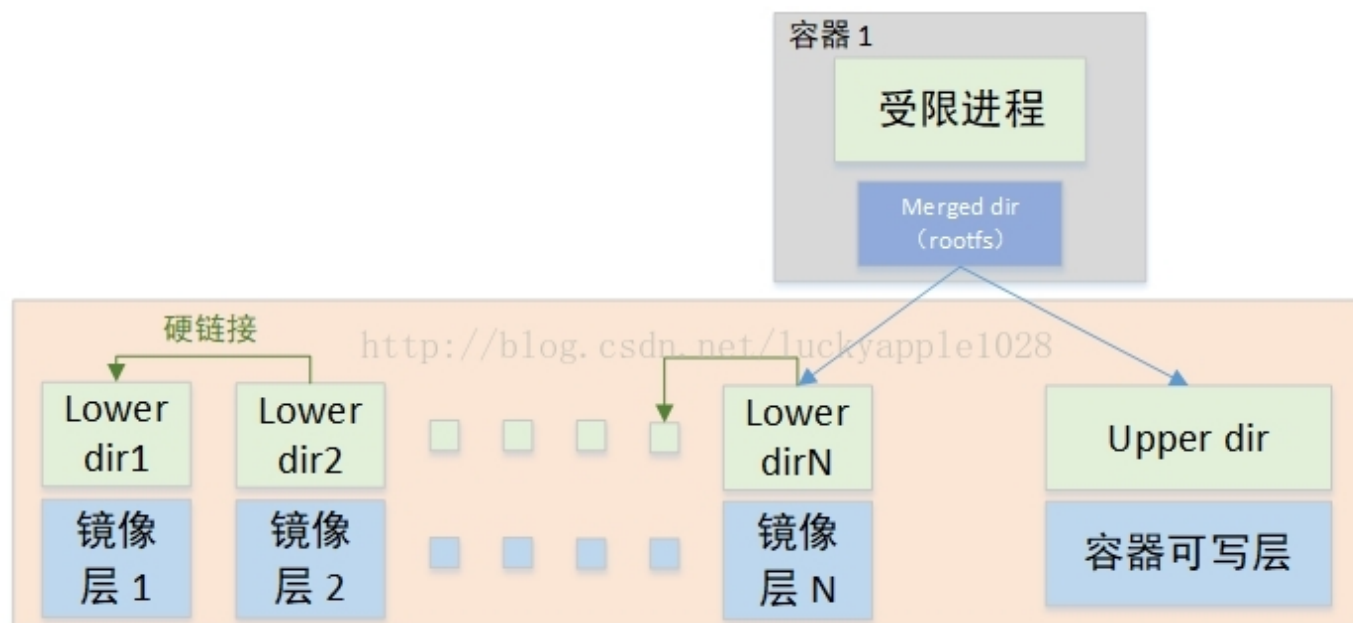 容器 1
受限进程
Merged dir
（rootfs）
硬链接
http://blog.csdn.net/luckyapple1028
Lower
dir1
Lower
dir2
Lower
dirN
Upper dir
镜像
层 1
镜像
层 2
镜像
层 N
容器可写层